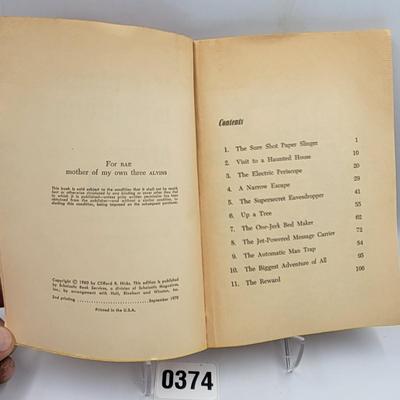 For RAE
mother of my own three ALVINS
This book is sold subject to the condition that it shall not be resold,
lent or otherwise circulated in any binding or cover other than that
in which it is published—unless prior written permission has been
obtained from the publisher—and without a similar condition, in-
cluding this condition, being imposed on the subsequent purchaser.
Copyright © 1960 by Clifford B. Hicks. This edition is published
by Scholastic Book Services, a division of Scholastic Magazines,
Inc., by arrangement with Holt, Rinehart and Winston, Inc.
2nd printing September 1970
Printed in the U.S.A.
Contents
1. The Sure Shot Paper Slinger 1
2. Visit to a Haunted House 10
3. The Electric Periscope 20
4. A Narrow Escape 29
5. The Supersecret Eavesdropper 42
6. Up a Tree 54
7. The One-Jerk Bed Maker 62
8. The Jet-Powered Message Carrier 72
9. The Automatic Man Trap 84
10. The Biggest Adventure of All 95
11. The Reward 106
0374